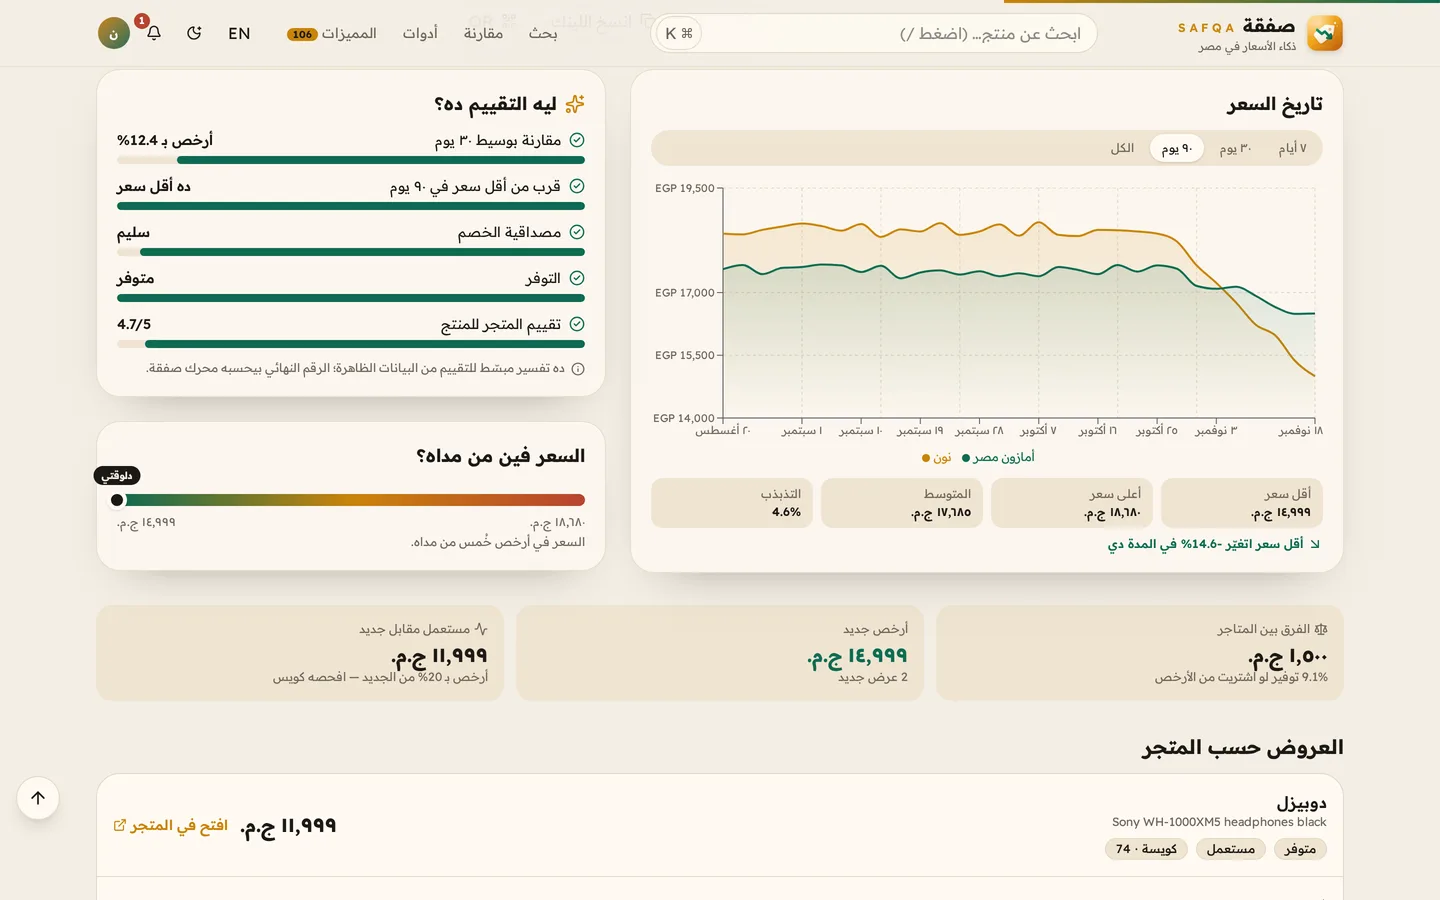 صفقة SAFQA
ذكاء الأسعار في مصر
ابحث عن منتج... (اضغط /)
⌘ K
انسخ اللينك
QR
بحث
مقارنة
أدوات
المميزات 106
EN
1
ن
تاريخ السعر
٧ أيام
٣٠ يوم
٩٠ يوم
الكل
EGP 19,500
EGP 17,000
EGP 15,500
EGP 14,000
٢٠ أغسطس
١ سبتمبر
١٠ سبتمبر
١٩ سبتمبر
٢٨ سبتمبر
٧ أكتوبر
١٦ أكتوبر
٢٥ أكتوبر
٣ نوفمبر
١٨ نوفمبر
أمازون مصر
نون
أقل سعر
١٤,٩٩٩ ج.م.
أعلى سعر
١٨,٦٨٠ ج.م.
المتوسط
١٧,٦٨٥ ج.م.
التذبذب
4.6%
أقل سعر اتغيّر -14.6% في المدة دي
ليه التقييم ده؟
مقارنة بوسيط ٣٠ يوم
أرخص بـ 12.4%
قرب من أقل سعر في ٩٠ يوم
ده أقل سعر
مصداقية الخصم
سليم
التوفر
متوفر
تقييم المتجر للمنتج
4.7/5
ده تفسير مبسّط للتقييم من البيانات الظاهرة؛ الرقم النهائي بيحسبه محرك صفقة.
السعر فين من مداه؟
دلوقتي
١٨,٦٨٠ ج.م.
١٤,٩٩٩ ج.م.
السعر في أرخص خُمس من مداه.
الفرق بين المتاجر
١,٥٠٠ ج.م.
9.1% توفير لو اشتريت من الأرخص
أرخص جديد
١٤,٩٩٩ ج.م.
2 عرض جديد
مستعمل مقابل جديد
١١,٩٩٩ ج.م.
أرخص بـ 20% من الجديد — افحصه كويس
العروض حسب المتجر
دوبيزل
Sony WH-1000XM5 headphones black
متوفر
مستعمل
كويسة · 74
١١,٩٩٩ ج.م.
افتح في المتجر